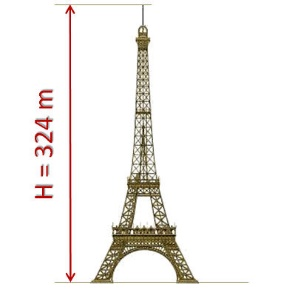 H = 324 m